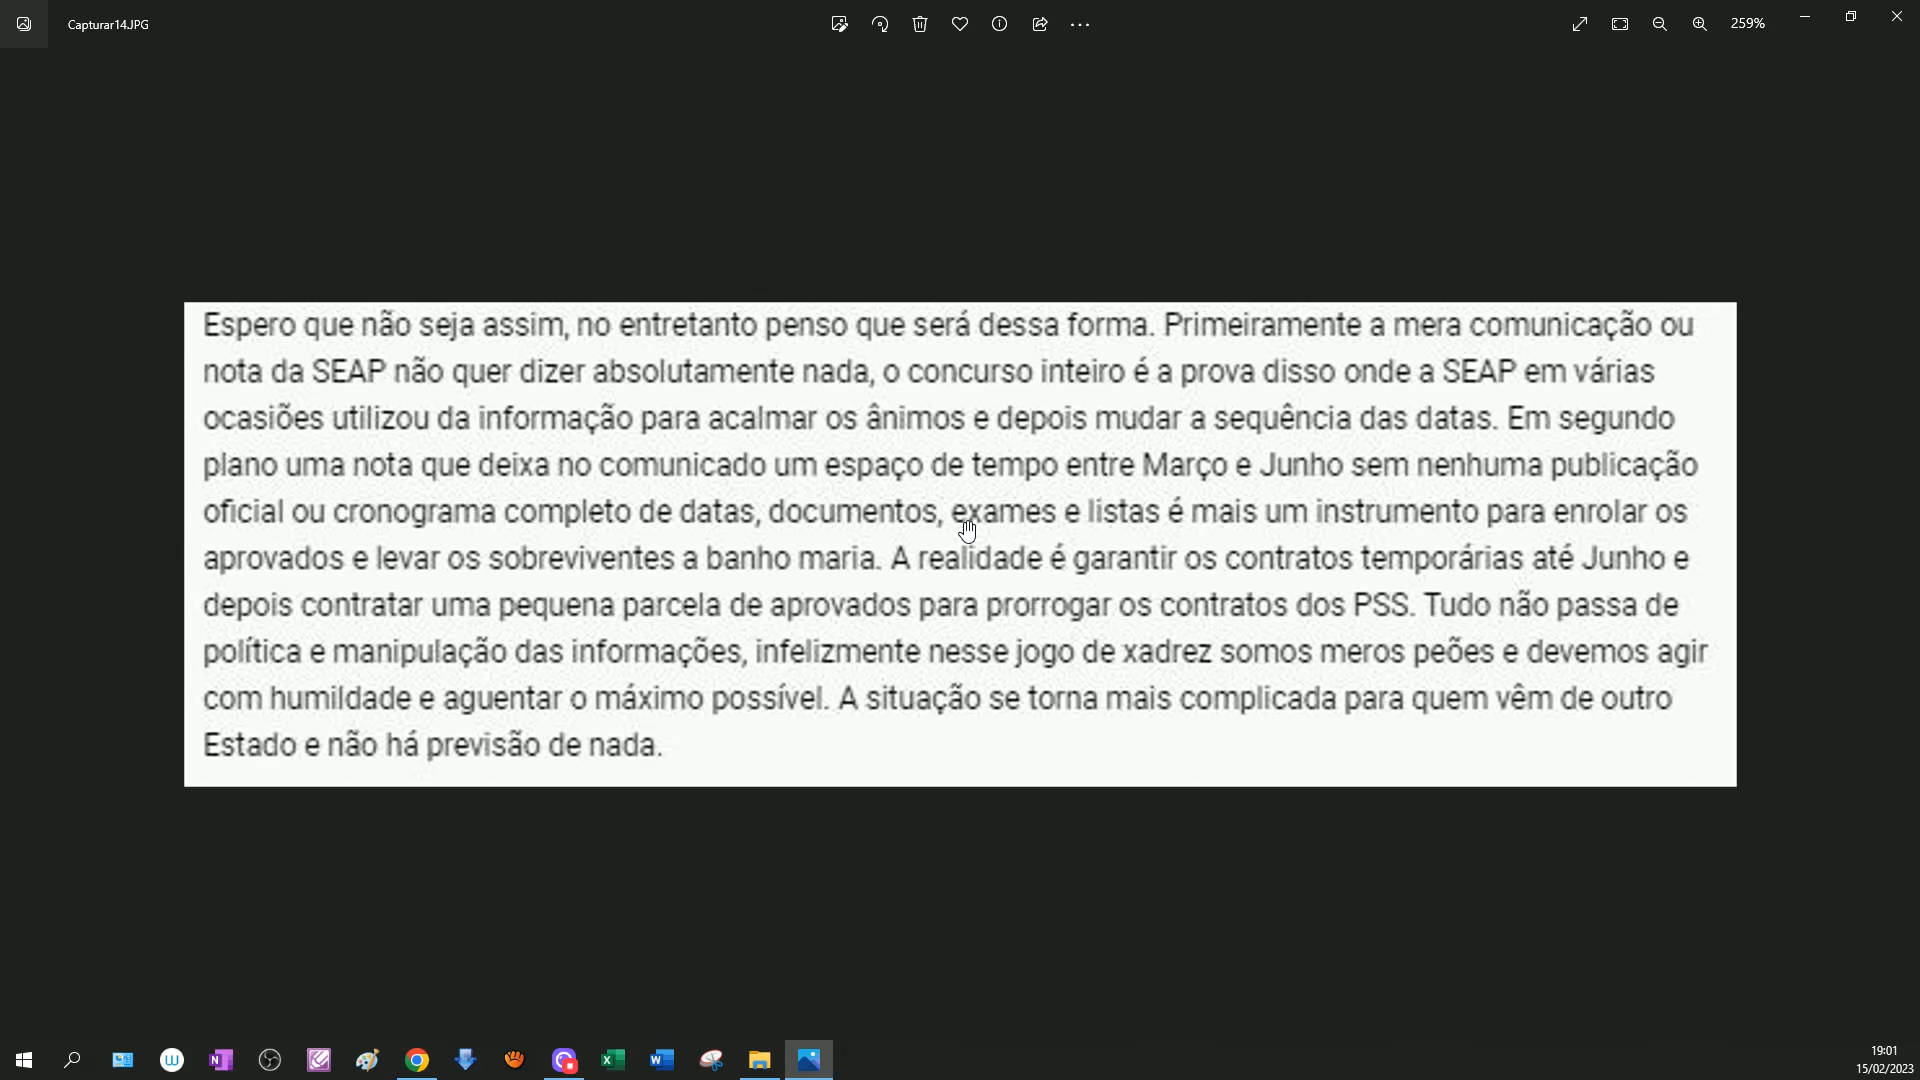 Capturar14.JPG
259%
Espero que não seja assim, no entretanto penso que será dessa forma. Primeiramente a mera comunicação ou
nota da SEAP não quer dizer absolutamente nada, o concurso inteiro é a prova disso onde a SEAP em várias
ocasiões utilizou da informação para acalmar os ânimos e depois mudar a sequência das datas. Em segundo
plano uma nota que deixa no comunicado um espaço de tempo entre Março e Junho sem nenhuma publicação
oficial ou cronograma completo de datas, documentos, exames e listas é mais um instrumento para enrolar os
aprovados e levar os sobreviventes a banho maria. A realidade é garantir os contratos temporárias até Junho e
depois contratar uma pequena parcela de aprovados para prorrogar os contratos dos PSS. Tudo não passa de
política e manipulação das informações, infelizmente nesse jogo de xadrez somos meros peões e devemos agir
com humildade e aguentar o máximo possível. A situação se torna mais complicada para quem vêm de outro
Estado e não há previsão de nada.
19:01
15/02/2023